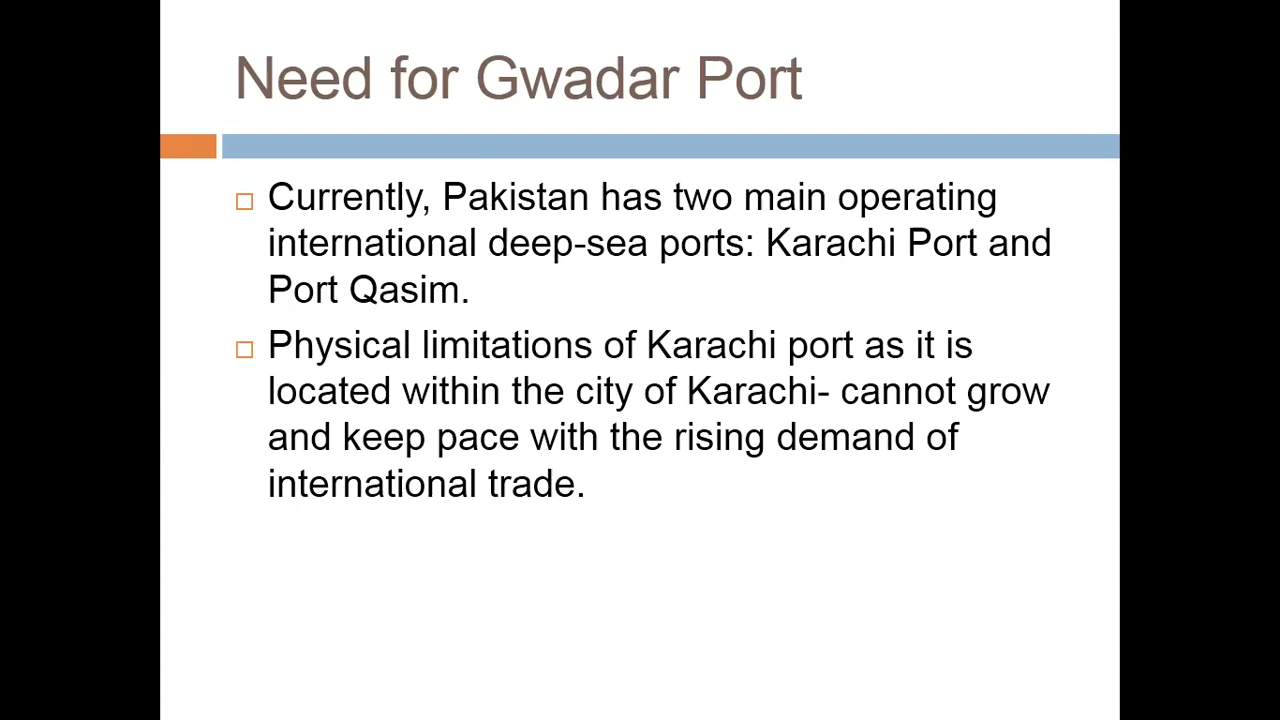 Need for Gwadar Port
Currently, Pakistan has two main operating
international deep-sea ports: Karachi Port and
Port Qasim.
Physical limitations of Karachi port as it is
located within the city of Karachi- cannot grow
and keep pace with the rising demand of
international trade.